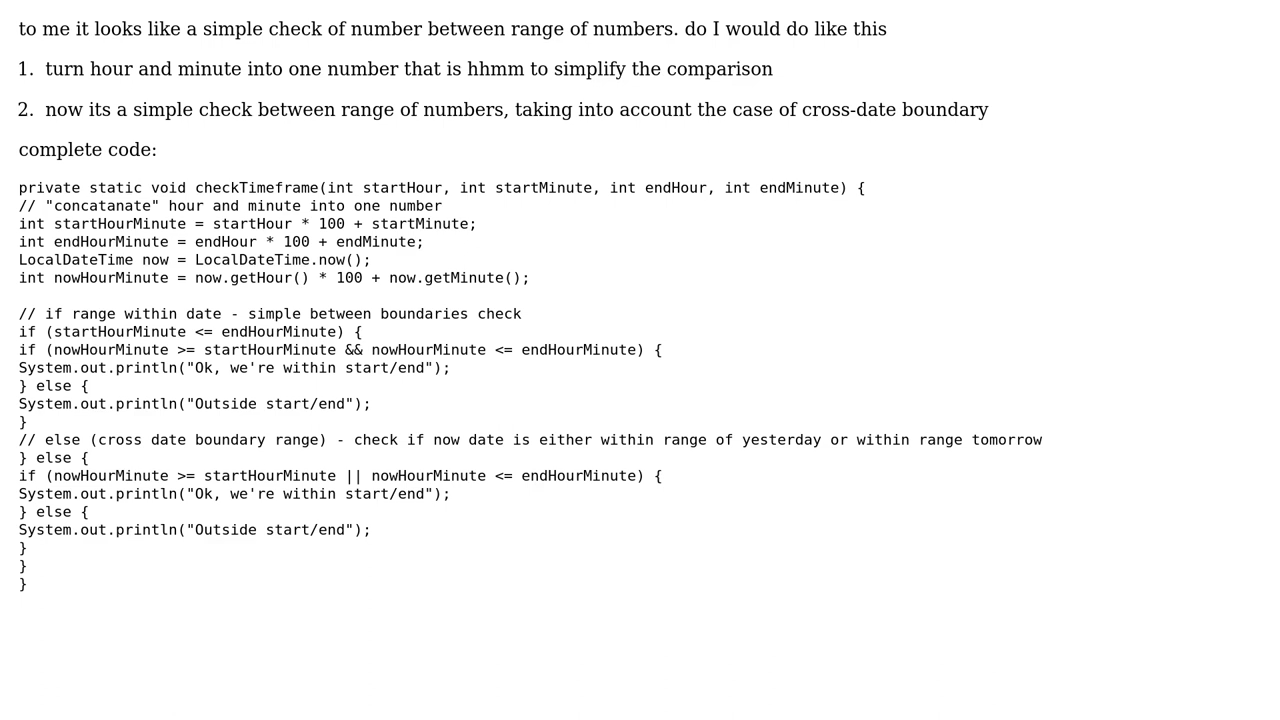 to me it looks like a simple check of number between range of numbers. do I would do like this
1. turn hour and minute into one number that is hhmm to simplify the comparison
2. now its a simple check between range of numbers, taking into account the case of cross-date boundary
complete code:
private static void checkTimeframe(int startHour, int startMinute, int endHour, int endMinute) {
// "concatanate" hour and minute into one number
int startHourMinute = startHour * 100 + startMinute;
int endHourMinute = endHour * 100 + endMinute;
LocalDateTime now = LocalDateTime.now();
int nowHourMinute = now.getHour() * 100 + now.getMinute();
// if range within date - simple between boundaries check
if (startHourMinute <= endHourMinute) {
if (nowHourMinute >= startHourMinute && nowHourMinute <= endHourMinute) {
System.out.println("Ok, we're within start/end");
} else {
System.out.println("Outside start/end");
}
// else (cross date boundary range) - check if now date is either within range of yesterday or within range tomorrow
} else {
if (nowHourMinute >= startHourMinute || nowHourMinute <= endHourMinute) {
System.out.println("Ok, we're within start/end");
} else {
System.out.println("Outside start/end");
}
}
}